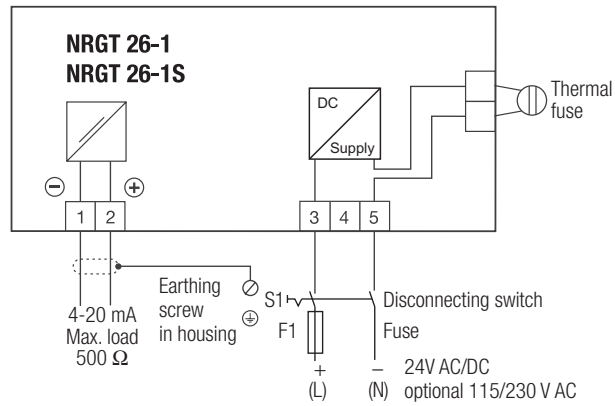 NRGT 26-1
NRGT 26-1S
DC
Supply
Thermal
fuse
⊖ ⊕
1 2 3 4 5
4-20 mA
Max. load
500 Ω
Earthing
screw
in housing
S1
Disconnecting switch
F1
Fuse
+ −
(L) (N)
24V AC/DC
optional 115/230 V AC